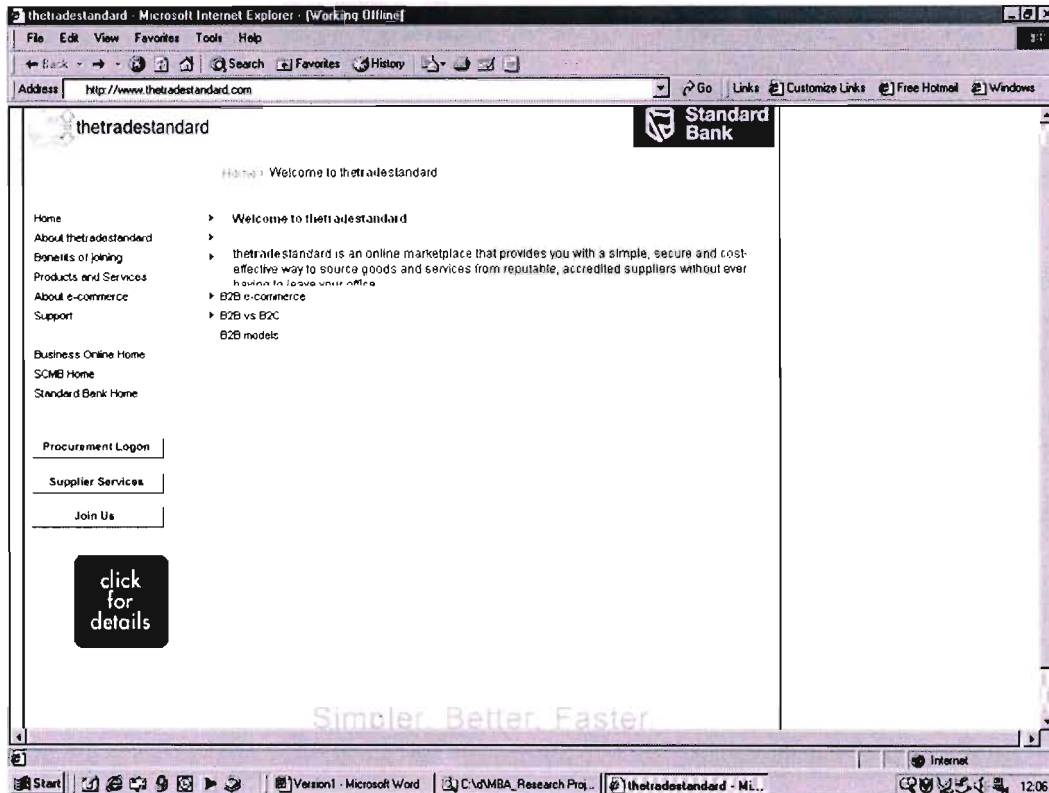 thetradestandard - Microsoft Internet Explorer - [Working Offline]
File Edit View Favorites Tools Help
Back Search Favorites History
Address http://www.thetradestandard.com Go Links Customize Links Free Hotmail Windows
thetradestandard
Standard
Bank
Home > Welcome to thetradestandard
Home
About thetradestandard
Benefits of joining
Products and Services
About e-commerce
Support
Business Online Home
SCMB Home
Standard Bank Home
Welcome to thetradestandard
thetradestandard is an online marketplace that provides you with a simple, secure and cost-
effective way to source goods and services from reputable, accredited suppliers without ever
having to leave your office
B2B e-commerce
B2B vs B2C
B2B models
Procurement Logon
Supplier Services
Join Us
click
for
details
Simpler. Better. Faster.
Internet
Start Version1 - Microsoft Word C:\d\MBA_Research Proj... thetradestandard - Mi... 12:06